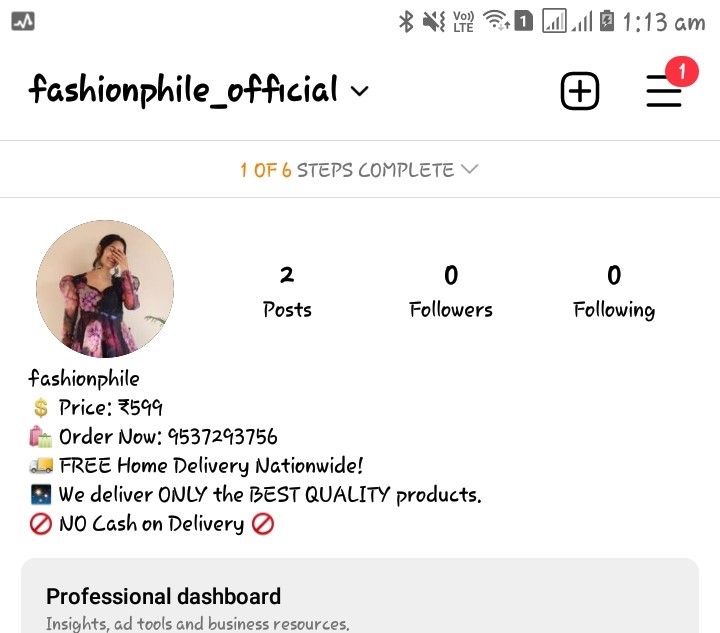 Vo)) 1 1:13 am
LTE
fashionphile_official
1
1 OF 6 STEPS COMPLETE
2 0 0
Posts Followers Following
fashionphile
💲 Price: ₹599
🛍️ Order Now: 9537293756
🚚 FREE Home Delivery Nationwide!
🌌 We deliver ONLY the BEST QUALITY products.
🚫 NO Cash on Delivery 🚫
Professional dashboard
Insights, ad tools and business resources.